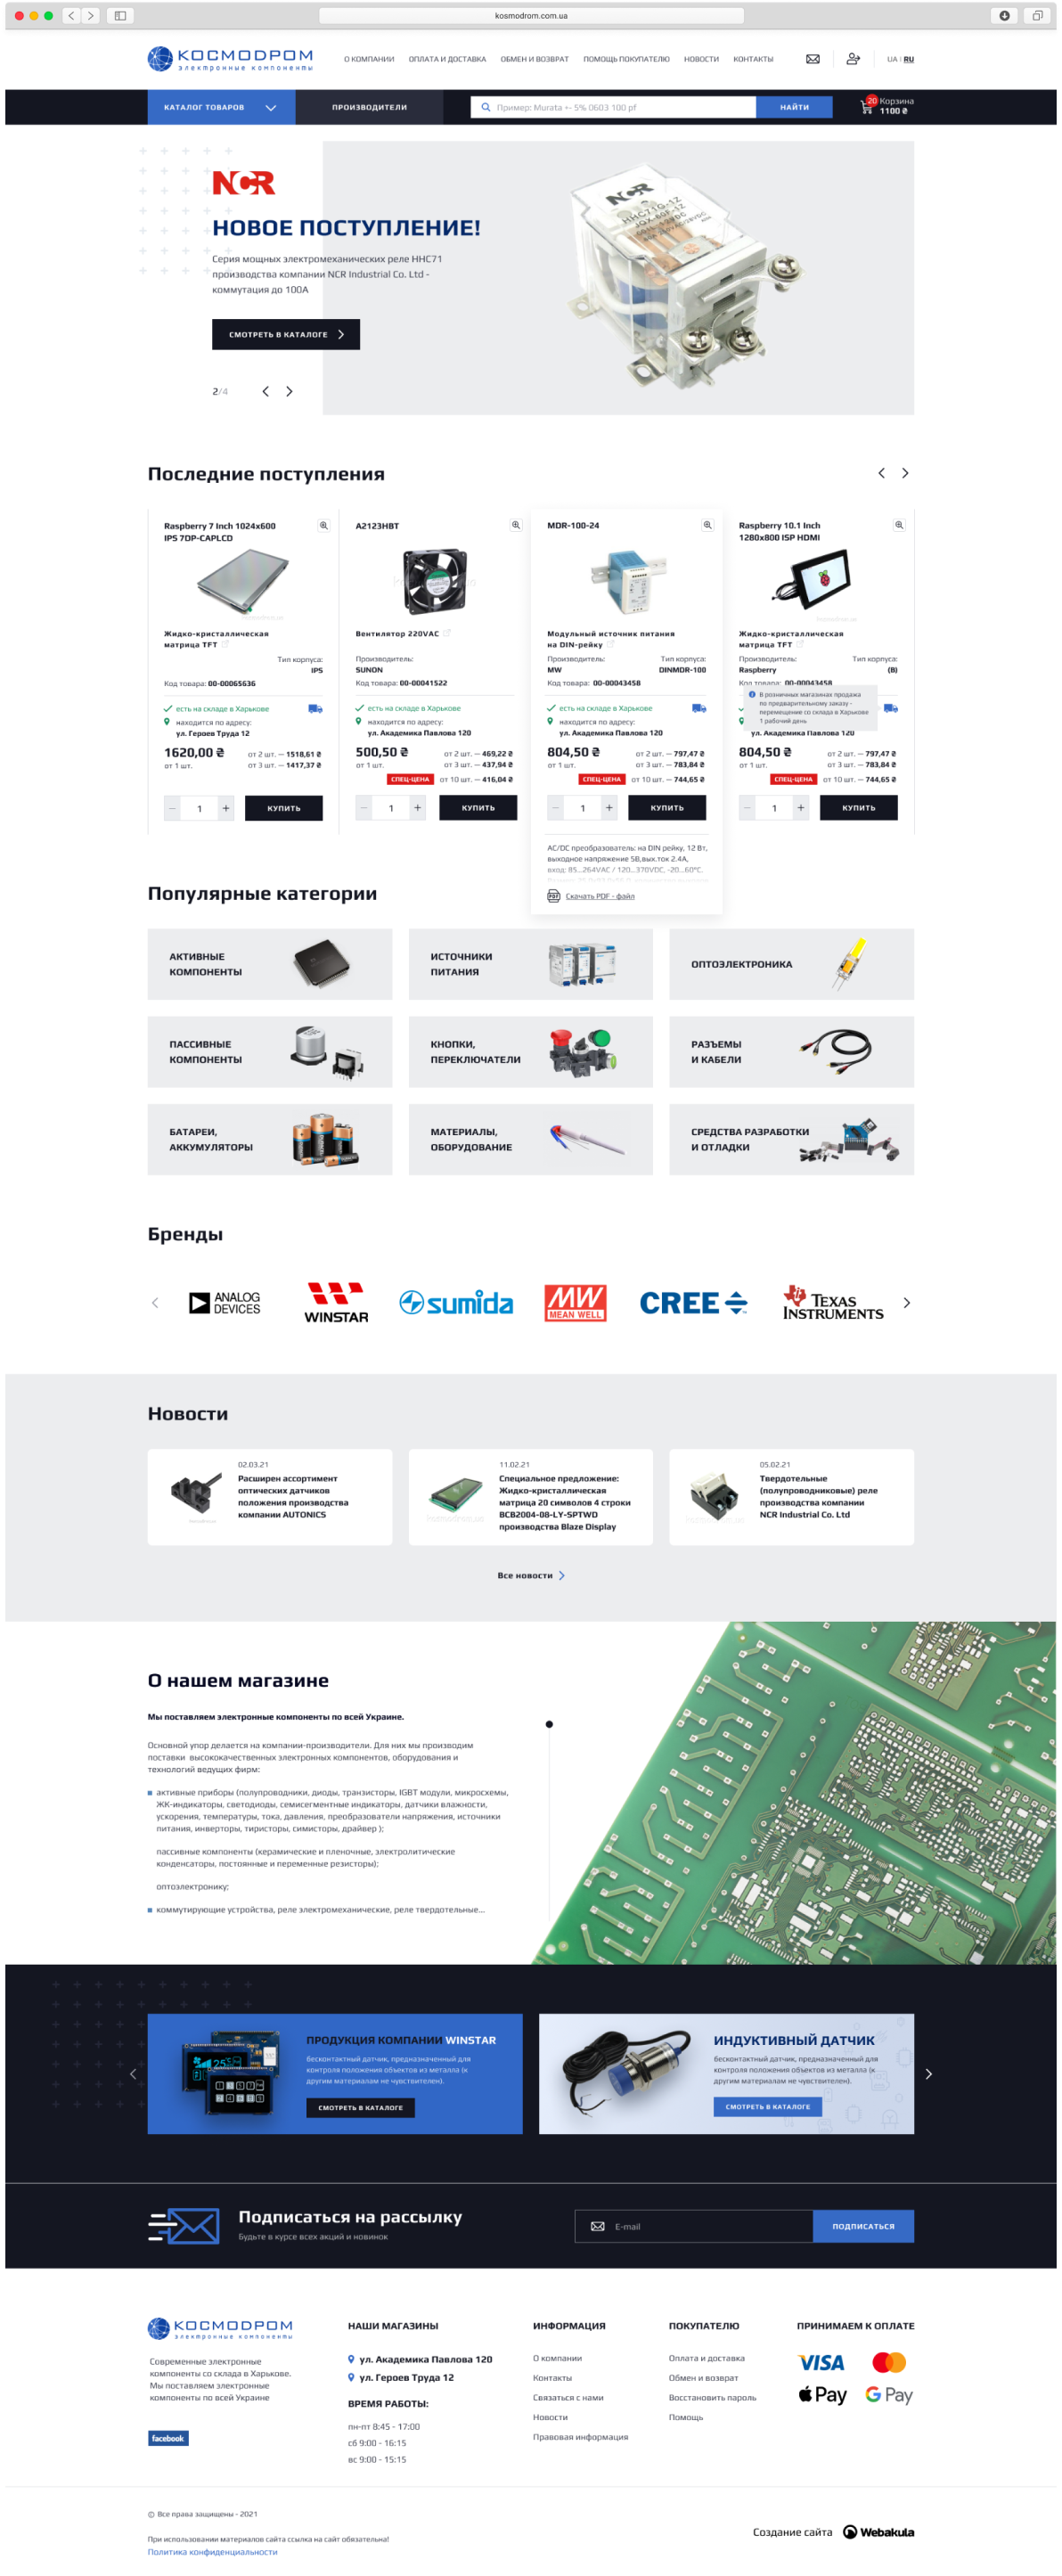 kosmodrom.com.ua
КОСМОДРОМ
электронные компоненты
О КОМПАНИИ ОПЛАТА И ДОСТАВКА ОБМЕН И ВОЗВРАТ ПОМОЩЬ ПОКУПАТЕЛЮ НОВОСТИ КОНТАКТЫ UA | RU
КАТАЛОГ ТОВАРОВ ПРОИЗВОДИТЕЛИ Пример: Murata +- 5% 0603 100 pf НАЙТИ 20 Корзина
1100 ₴
NCR
НОВОЕ ПОСТУПЛЕНИЕ!
Серия мощных электромеханических реле HHC71
производства компании NCR Industrial Co. Ltd -
коммутация до 100А
СМОТРЕТЬ В КАТАЛОГЕ
2/4
NCR
HHC71G-1Z
Последние поступления
Raspberry 7 Inch 1024x600
IPS 7DP-CAPLCD
Жидко-кристаллическая
матрица TFT
Тип корпуса:
IPS
Код товара: 00-00065636
есть на складе в Харькове
находится по адресу:
ул. Героев Труда 12
1620,00 ₴ от 2 шт. — 1518,61 ₴
от 1 шт. от 3 шт. — 1417,37 ₴
− 1 + КУПИТЬ
A2123HBT
Вентилятор 220VAC
Производитель:
SUNON
Код товара: 00-00041522
есть на складе в Харькове
находится по адресу:
ул. Академика Павлова 120
500,50 ₴ от 2 шт. — 469,22 ₴
от 1 шт. от 3 шт. — 437,94 ₴
СПЕЦ-ЦЕНА от 10 шт. — 416,04 ₴
− 1 + КУПИТЬ
MDR-100-24
Модульный источник питания
на DIN-рейку
Производитель: Тип корпуса:
MW DINMDR-100
Код товара: 00-00043458
есть на складе в Харькове
находится по адресу:
ул. Академика Павлова 120
804,50 ₴ от 2 шт. — 797,47 ₴
от 1 шт. от 3 шт. — 783,84 ₴
СПЕЦ-ЦЕНА от 10 шт. — 744,65 ₴
− 1 + КУПИТЬ
AC/DC преобразователь: на DIN рейку, 12 Вт,
выходное напряжение 5В,вых.ток 2.4А,
вход: 85...264VAC / 120...370VDC, -20...60°C.
PDF Скачать PDF - файл
Raspberry 10.1 Inch
1280x800 ISP HDMI
Жидко-кристаллическая
матрица TFT
Производитель: Тип корпуса:
Raspberry (B)
Код товара: 00-00043458
В розничных магазинах продажа
по предварительному заказу -
перемещение со склада в Харькове
1 рабочий день
ул. Академика Павлова 120
804,50 ₴ от 2 шт. — 797,47 ₴
от 1 шт. от 3 шт. — 783,84 ₴
СПЕЦ-ЦЕНА от 10 шт. — 744,65 ₴
− 1 + КУПИТЬ
Популярные категории
АКТИВНЫЕ
КОМПОНЕНТЫ
ИСТОЧНИКИ
ПИТАНИЯ
ОПТОЭЛЕКТРОНИКА
ПАССИВНЫЕ
КОМПОНЕНТЫ
КНОПКИ,
ПЕРЕКЛЮЧАТЕЛИ
РАЗЪЕМЫ
И КАБЕЛИ
БАТАРЕИ,
АККУМУЛЯТОРЫ
МАТЕРИАЛЫ,
ОБОРУДОВАНИЕ
СРЕДСТВА РАЗРАБОТКИ
И ОТЛАДКИ
Бренды
ANALOG
DEVICES
WINSTAR
sumida
MW
MEAN WELL
CREE
TEXAS
INSTRUMENTS
Новости
02.03.21
Расширен ассортимент
оптических датчиков
положения производства
компании AUTONICS
11.02.21
Специальное предложение:
Жидко-кристаллическая
матрица 20 символов 4 строки
BCB2004-08-LY-SPTWD
производства Blaze Display
05.02.21
Твердотельные
(полупроводниковые) реле
производства компании
NCR Industrial Co. Ltd
Все новости
О нашем магазине
Мы поставляем электронные компоненты по всей Украине.
Основной упор делается на компании-производители. Для них мы производим
поставки высококачественных электронных компонентов, оборудования и
технологий ведущих фирм:
активные приборы (полупроводники, диоды, транзисторы, IGBT модули, микросхемы,
ЖК-индикаторы, светодиоды, семисегментные индикаторы, датчики влажности,
ускорения, температуры, тока, давления, преобразователи напряжения, источники
питания, инверторы, тиристоры, симисторы, драйвер );
пассивные компоненты (керамические и пленочные, электролитические
конденсаторы, постоянные и переменные резисторы);
оптоэлектронику;
коммутирующие устройства, реле электромеханические, реле твердотельные...
ПРОДУКЦИЯ КОМПАНИИ WINSTAR
бесконтактный датчик, предназначенный для
контроля положения объектов из металла (к
другим материалам не чувствителен).
СМОТРЕТЬ В КАТАЛОГЕ
ИНДУКТИВНЫЙ ДАТЧИК
бесконтактный датчик, предназначенный для
контроля положения объектов из металла (к
другим материалам не чувствителен).
СМОТРЕТЬ В КАТАЛОГЕ
Подписаться на рассылку
Будьте в курсе всех акций и новинок
E-mail ПОДПИСАТЬСЯ
КОСМОДРОМ
электронные компоненты
Современные электронные
компоненты со склада в Харькове.
Мы поставляем электронные
компоненты по всей Украине
facebook
НАШИ МАГАЗИНЫ
ул. Академика Павлова 120
ул. Героев Труда 12
ВРЕМЯ РАБОТЫ:
пн-пт 8:45 - 17:00
сб 9:00 - 16:15
вс 9:00 - 15:15
ИНФОРМАЦИЯ
О компании
Контакты
Связаться с нами
Новости
Правовая информация
ПОКУПАТЕЛЮ
Оплата и доставка
Обмен и возврат
Восстановить пароль
Помощь
ПРИНИМАЕМ К ОПЛАТЕ
VISA
Pay G Pay
© Все права защищены - 2021
При использовании материалов сайта ссылка на сайт обязательна!
Политика конфиденциальности
Создание сайта Webakula